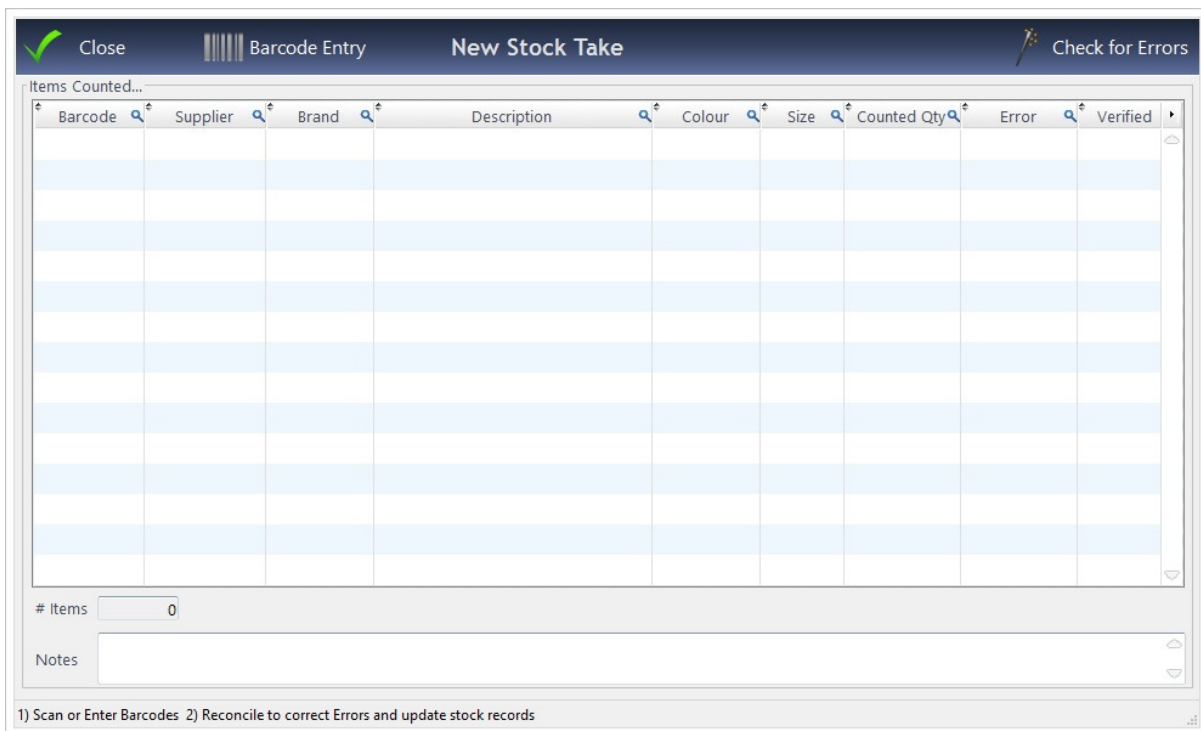 Close Barcode Entry New Stock Take Check for Errors
Items Counted...
Barcode Supplier Brand Description Colour Size Counted Qty Error Verified
# Items 0
Notes
1) Scan or Enter Barcodes 2) Reconcile to correct Errors and update stock records